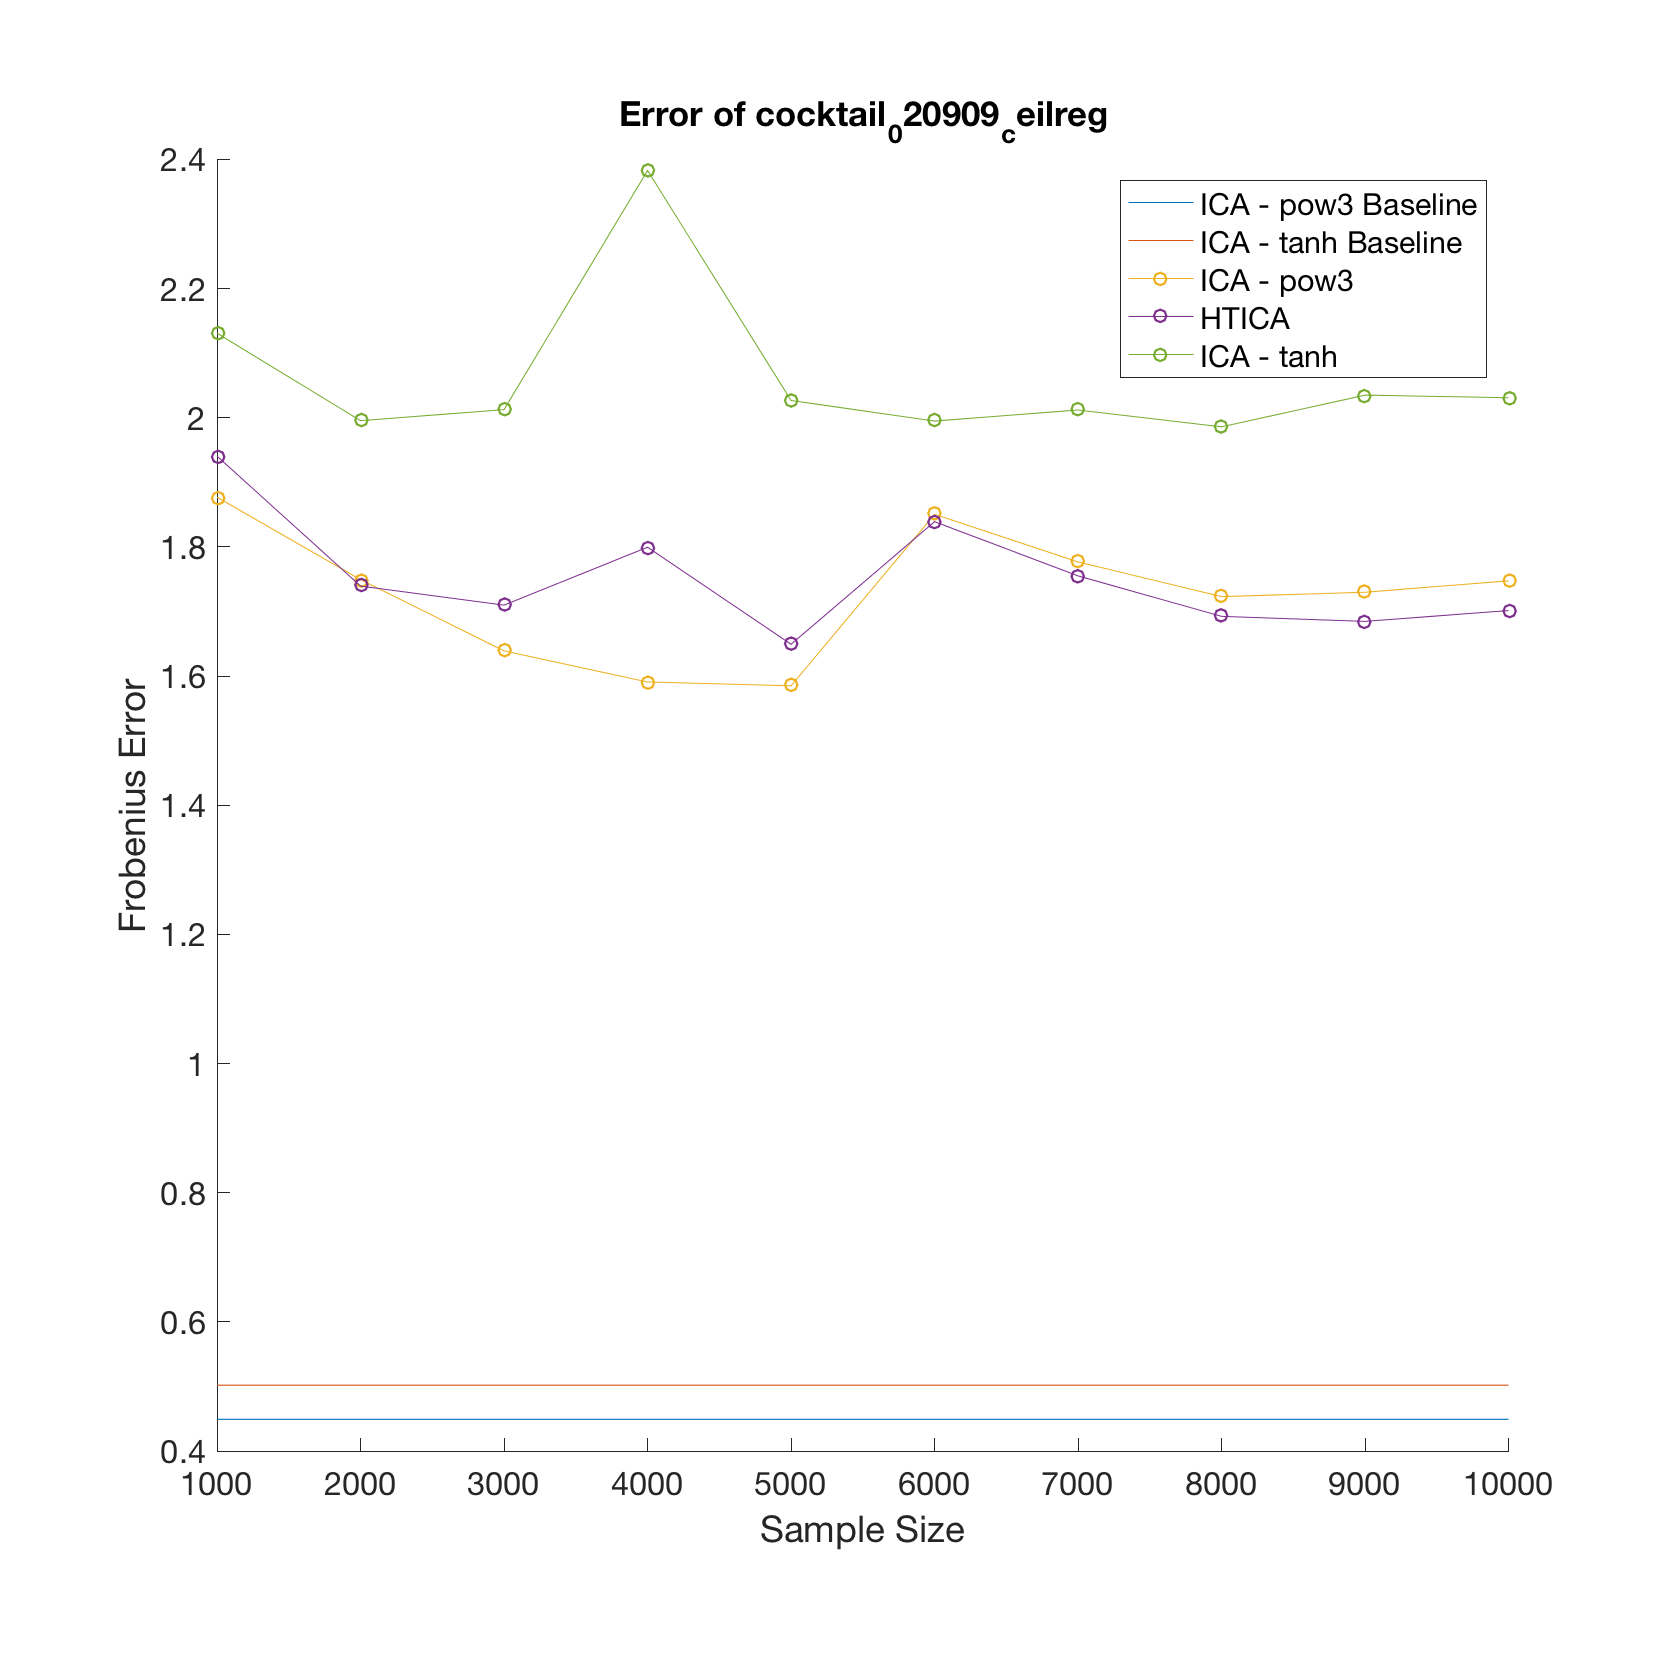 Error of cocktail_020909_ceilreg
2.4
2.2
2
1.8
1.6
1.4
1.2
1
0.8
0.6
0.4
Frobenius Error
ICA - pow3 Baseline
ICA - tanh Baseline
ICA - pow3
HTICA
ICA - tanh
1000 2000 3000 4000 5000 6000 7000 8000 9000 10000
Sample Size